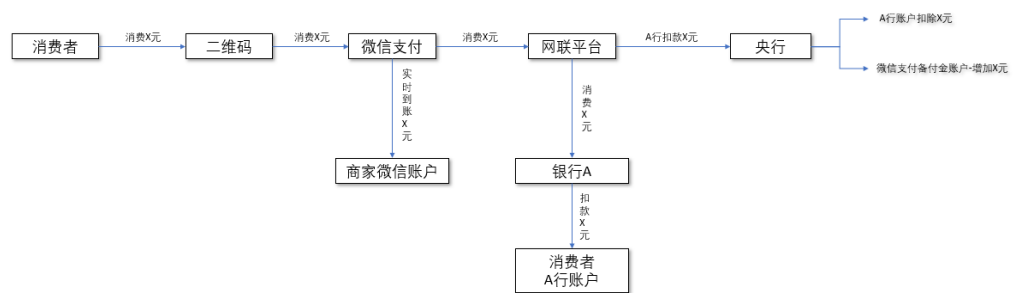 消费者
消费X元
二维码
消费X元
微信支付
消费X元
网联平台
A行扣款X元
央行
A行账户扣除X元
微信支付备付金账户-增加X元
实
时
到
账
X
元
消
费
X
元
商家微信账户
银行A
扣
款
X
元
消费者
A行账户